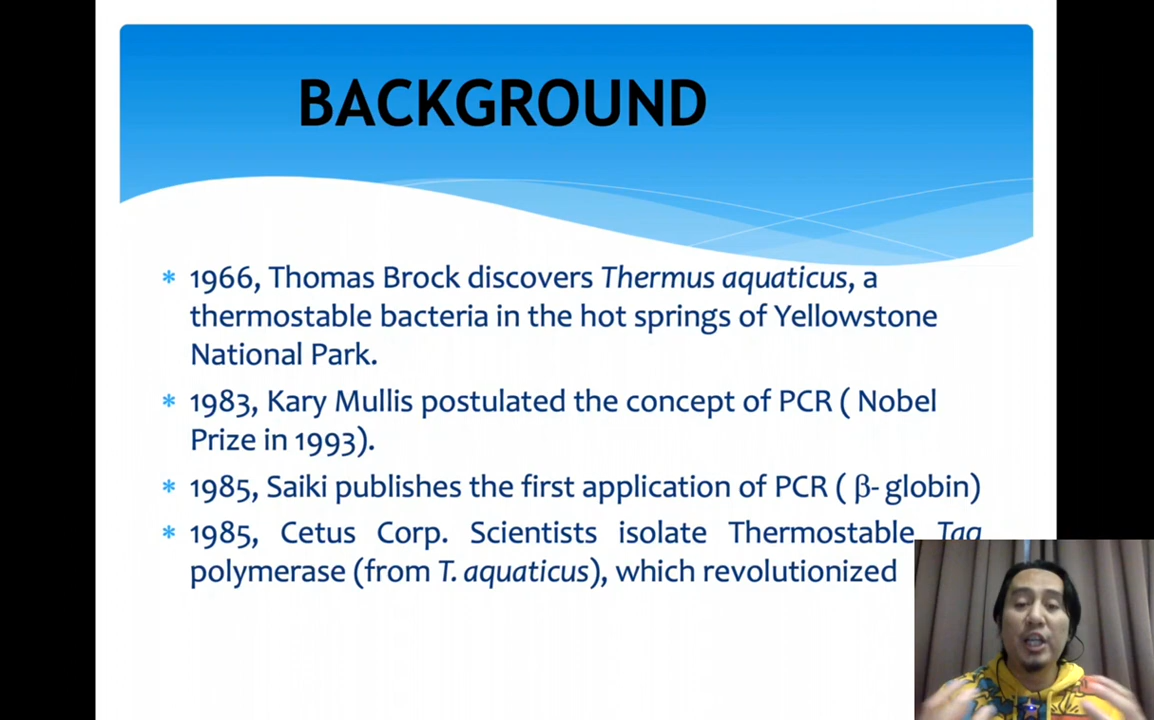 BACKGROUND
* 1966, Thomas Brock discovers Thermus aquaticus, a
thermostable bacteria in the hot springs of Yellowstone
National Park.
* 1983, Kary Mullis postulated the concept of PCR ( Nobel
Prize in 1993).
* 1985, Saiki publishes the first application of PCR ( β- globin)
* 1985, Cetus Corp. Scientists isolate Thermostable Taq
polymerase (from T. aquaticus), which revolutionized